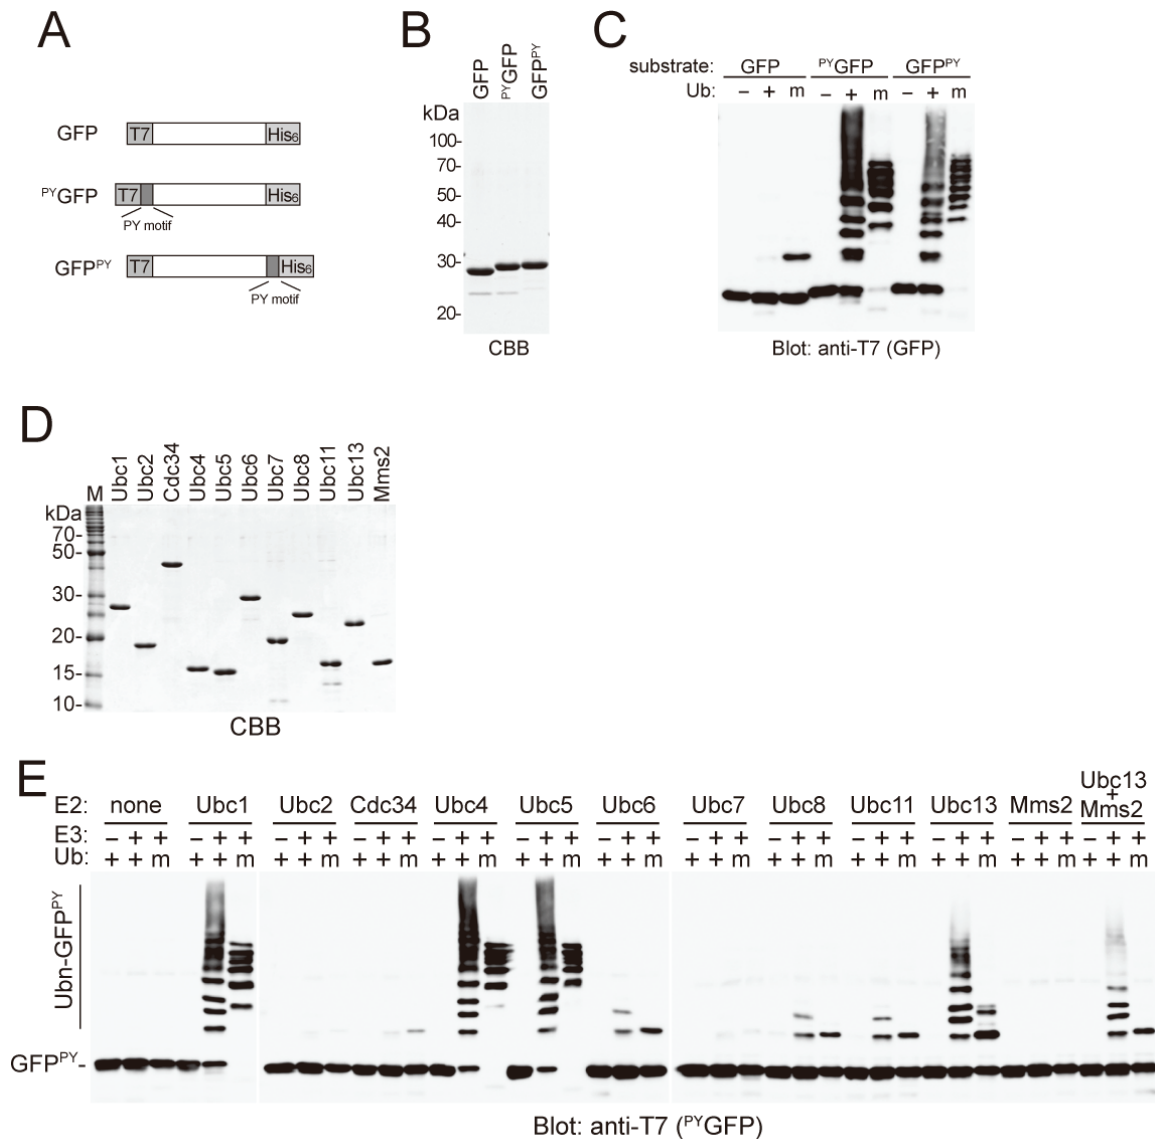 A
GFP
T7
His6
PYGFP
T7
His6
PY motif
GFPPY
T7
His6
PY motif
B
GFP
PYGFP
GFPPY
kDa
100-
70-
50-
40-
30-
20-
CBB
C
substrate: GFP PYGFP GFPPY
Ub: – + m – + m – + m
Blot: anti-T7 (GFP)
D
M
Ubc1
Ubc2
Cdc34
Ubc4
Ubc5
Ubc6
Ubc7
Ubc8
Ubc11
Ubc13
Mms2
kDa
70-
50-
30-
20-
15-
10-
CBB
E
E2: none Ubc1 Ubc2 Cdc34 Ubc4 Ubc5 Ubc6 Ubc7 Ubc8 Ubc11 Ubc13 Mms2 Ubc13
+
Mms2
E3: – + + – + + – + + – + + – + + – + + – + + – + + – + + – + + – + + – + + – + +
Ub: + + m + + m + + m + + m + + m + + m + + m + + m + + m + + m + + m + + m + + m
Ubn-GFPPY
GFPPY-
Blot: anti-T7 (PYGFP)